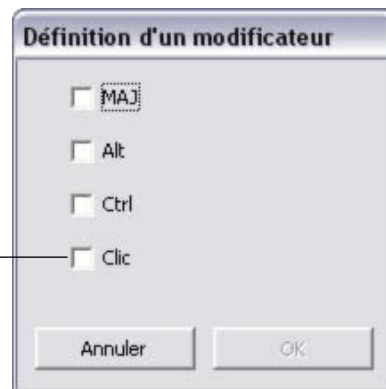 Définition d'un modificateur
MAJ
Alt
Ctrl
Clic
Annuler
OK